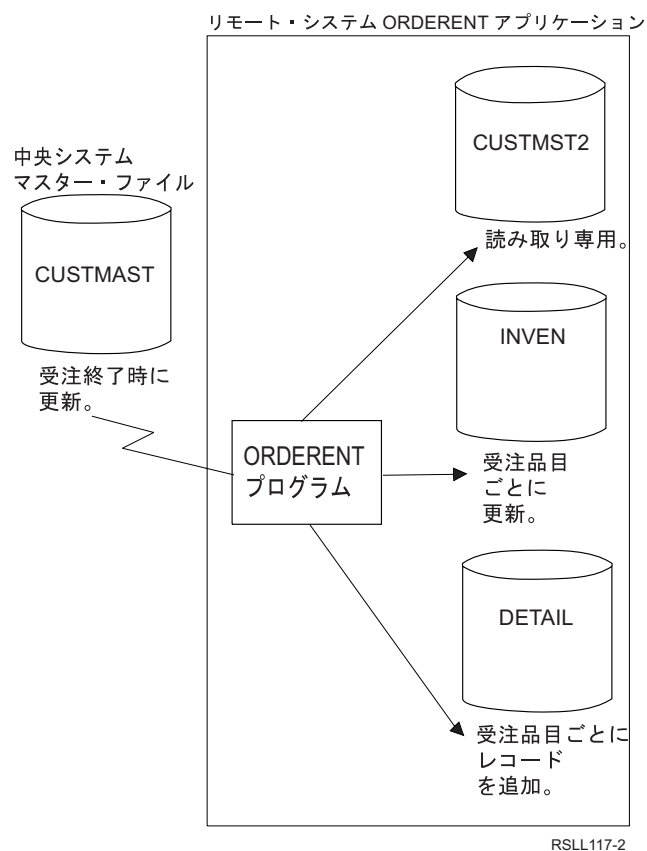 リモート・システム ORDERENT アプリケーション
中央システム
マスター・ファイル
CUSTMAST
受注終了時に
更新。
CUSTMST2
読み取り専用。
INVEN
受注品目
ごとに
更新。
ORDERENT
プログラム
DETAIL
受注品目ごとに
レコード
を追加。
RSLL117-2